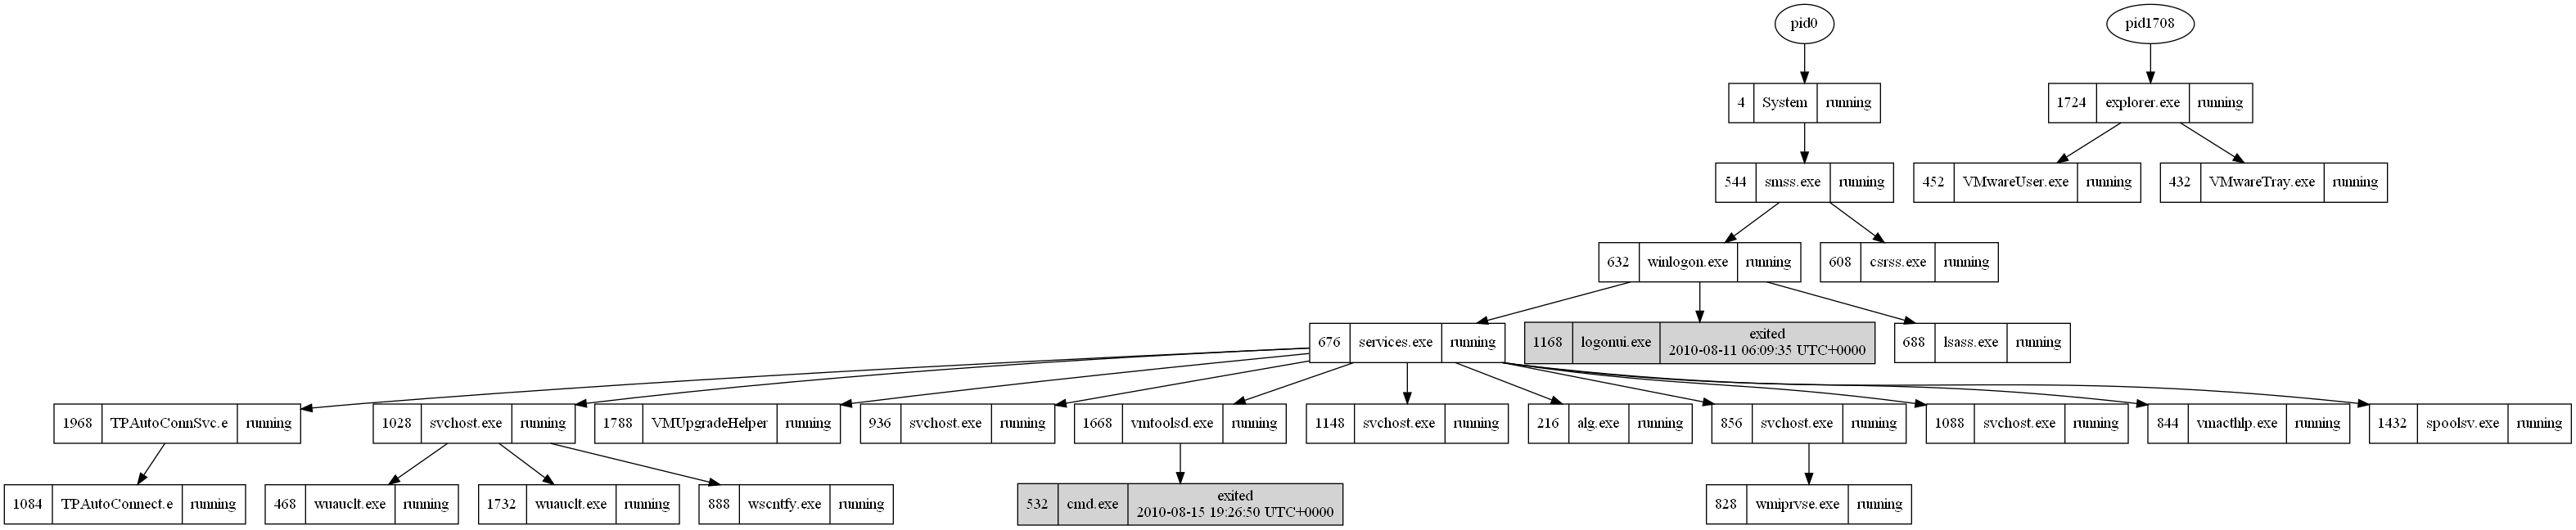 pid0
pid1708
4 System running
1724 explorer.exe running
544 smss.exe running
452 VMwareUser.exe running
432 VMwareTray.exe running
632 winlogon.exe running
608 csrss.exe running
676 services.exe running
1168 logonui.exe exited
2010-08-11 06:09:35 UTC+0000
688 lsass.exe running
1968 TPAutoConnSvc.e running
1028 svchost.exe running
1788 VMUpgradeHelper running
936 svchost.exe running
1668 vmtoolsd.exe running
1148 svchost.exe running
216 alg.exe running
856 svchost.exe running
1088 svchost.exe running
844 vmacthlp.exe running
1432 spoolsv.exe running
1084 TPAutoConnect.e running
468 wuauclt.exe running
1732 wuauclt.exe running
888 wscntfy.exe running
532 cmd.exe exited
2010-08-15 19:26:50 UTC+0000
828 wmiprvse.exe running